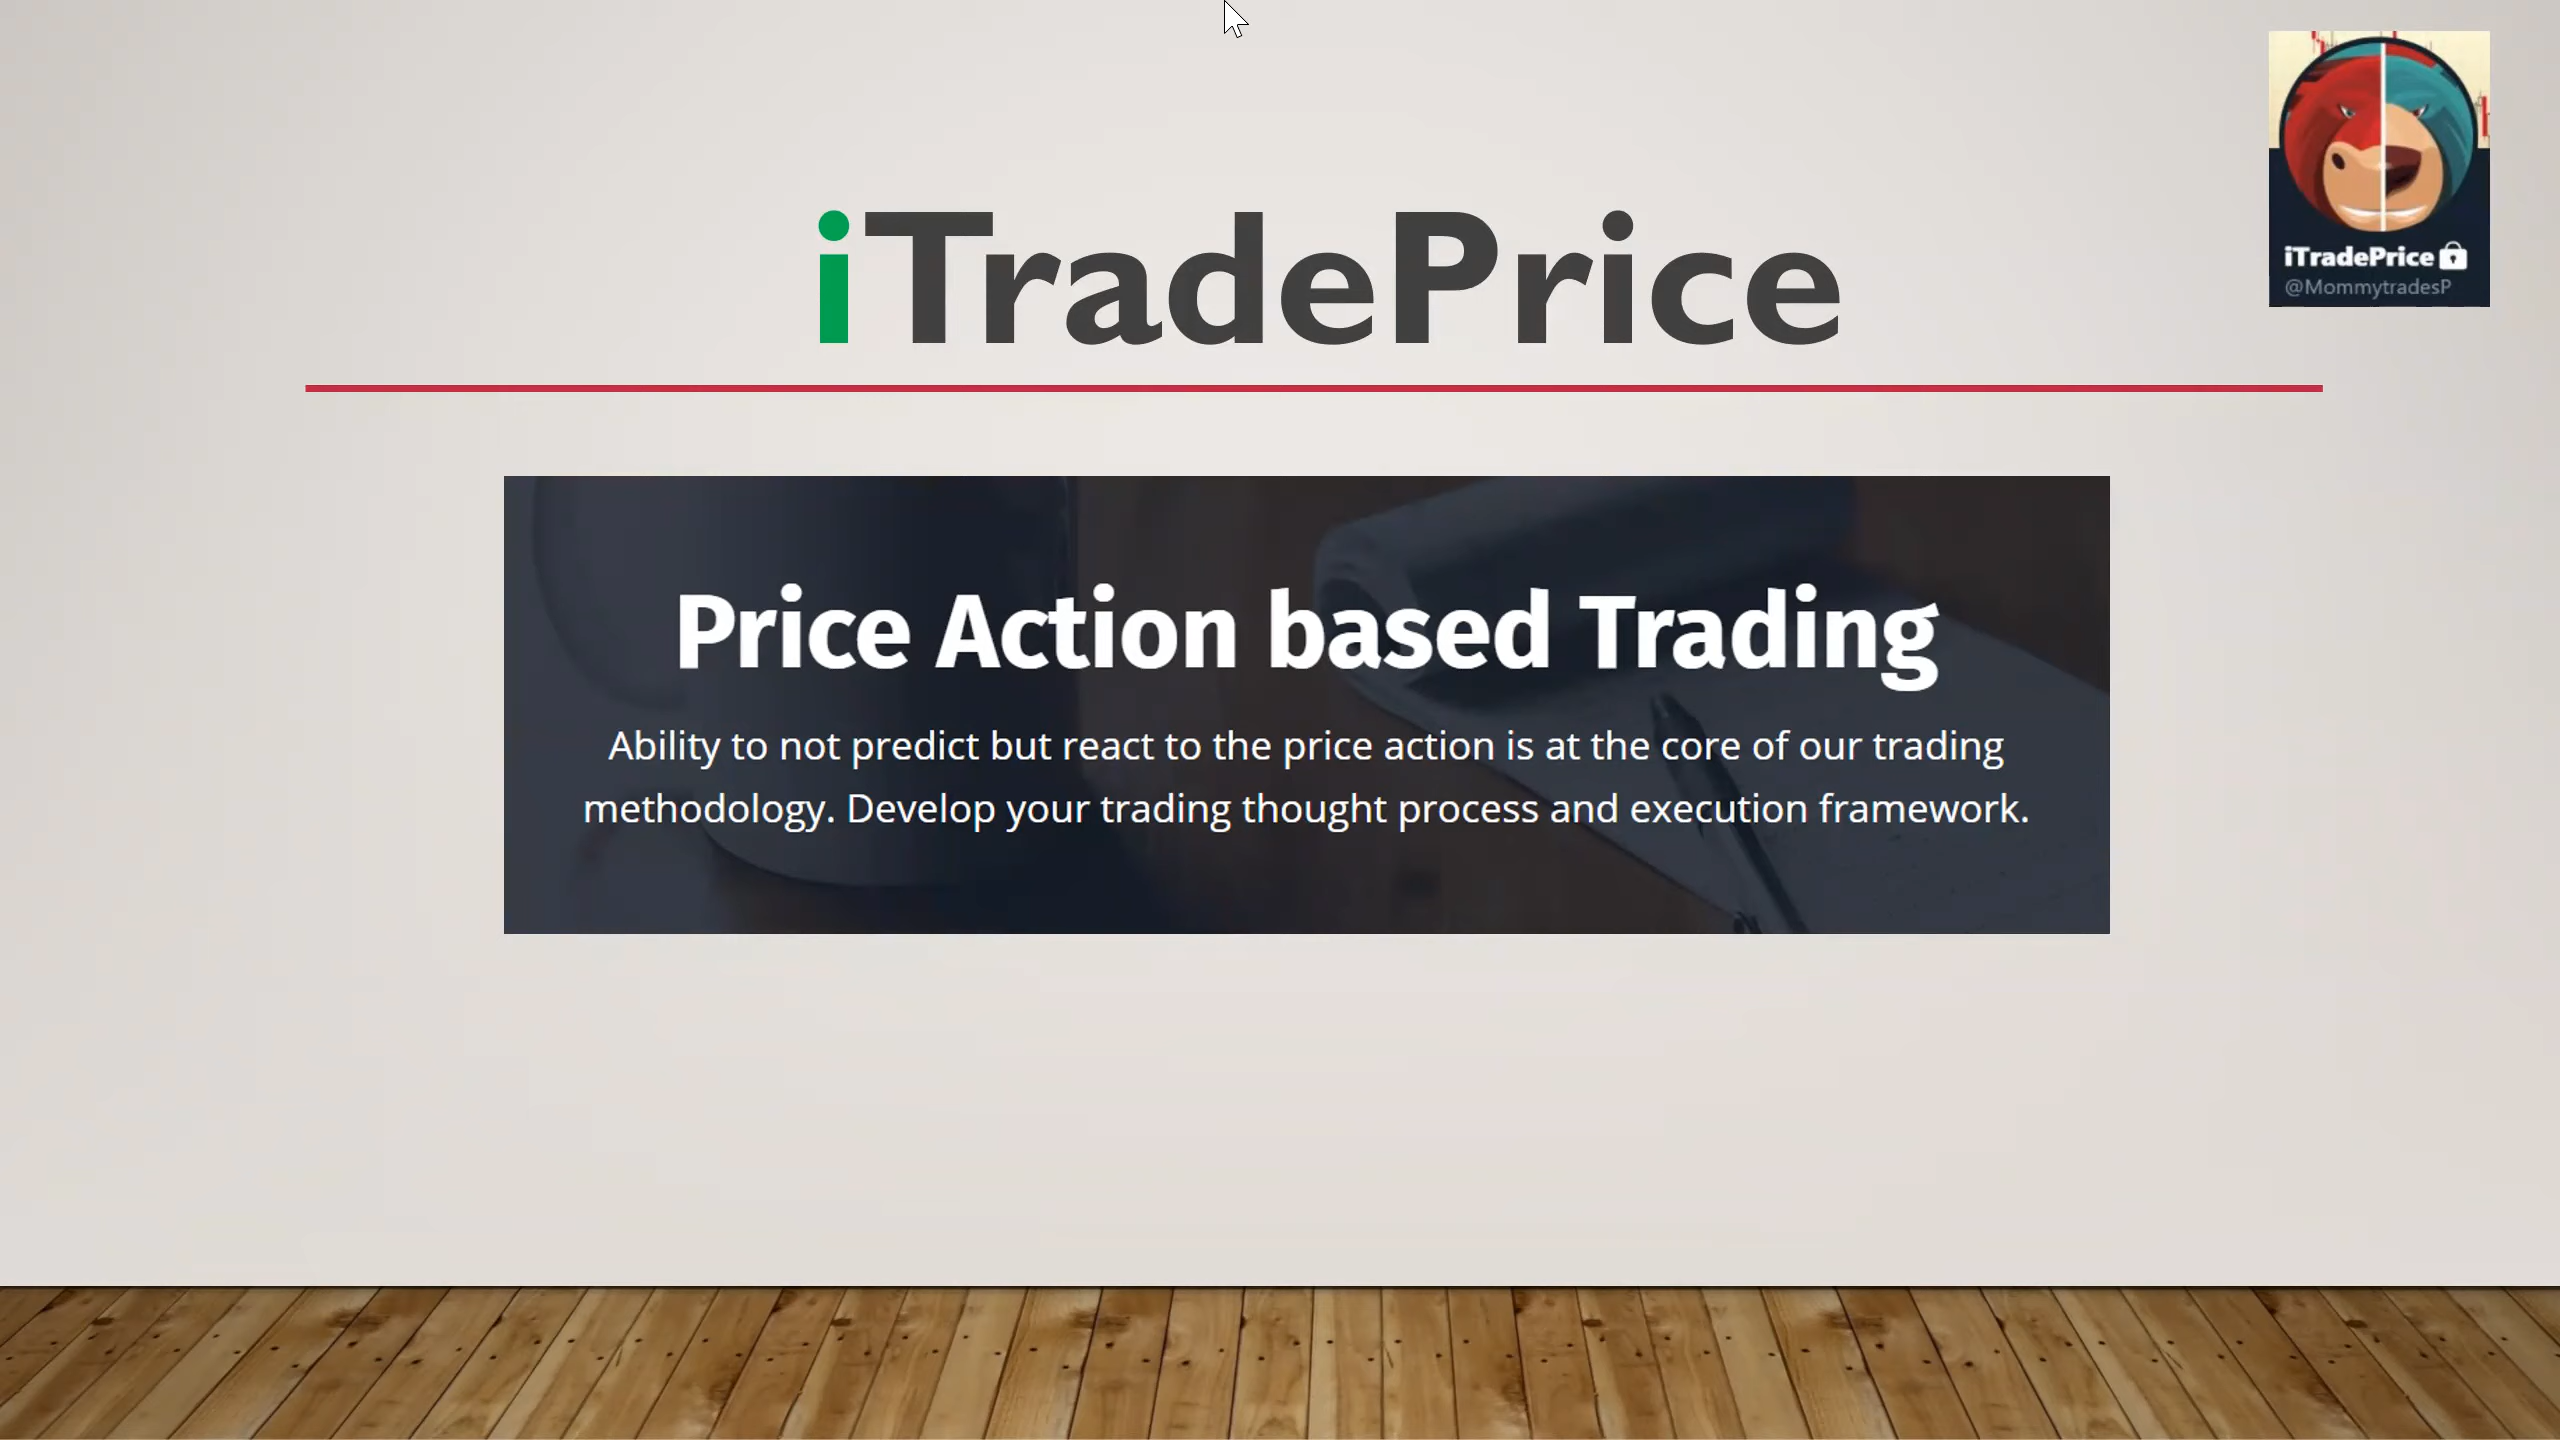 iTradePrice
iTradePrice
@MommytradesP
Price Action based Trading
Ability to not predict but react to the price action is at the core of our trading
methodology. Develop your trading thought process and execution framework.